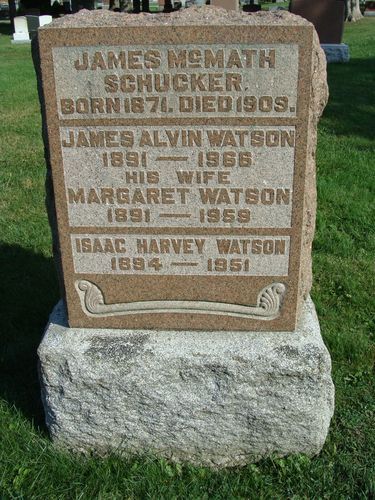 JAMES McMATH
SCHUCKER.
BORN 1871. DIED 1909.
JAMES ALVIN WATSON
1891 — 1966
HIS WIFE
MARGARET WATSON
1891 — 1959
ISAAC HARVEY WATSON
1894 — 1951